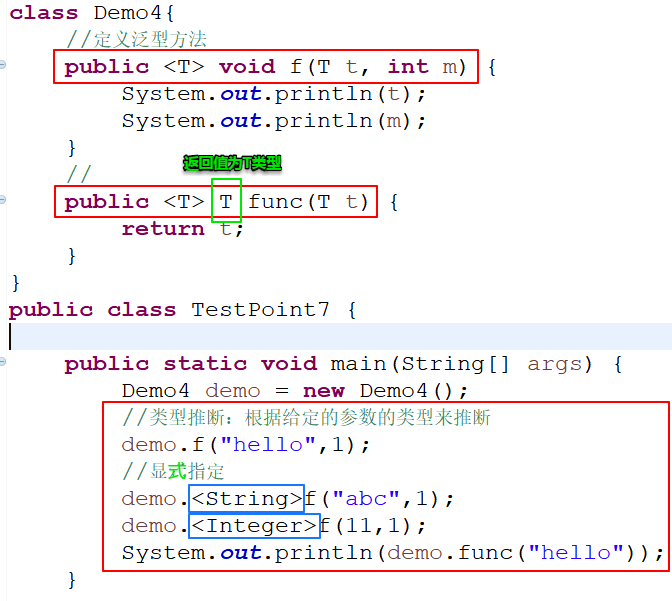 class Demo4{
//定义泛型方法
public <T> void f(T t, int m) {
System.out.println(t);
System.out.println(m);
}
//
返回值为T类型
public <T> T func(T t) {
return t;
}
}
public class TestPoint7 {
public static void main(String[] args) {
Demo4 demo = new Demo4();
//类型推断：根据给定的参数的类型来推断
demo.f("hello",1);
//显式指定
demo.<String>f("abc",1);
demo.<Integer>f(11,1);
System.out.println(demo.func("hello"));
}